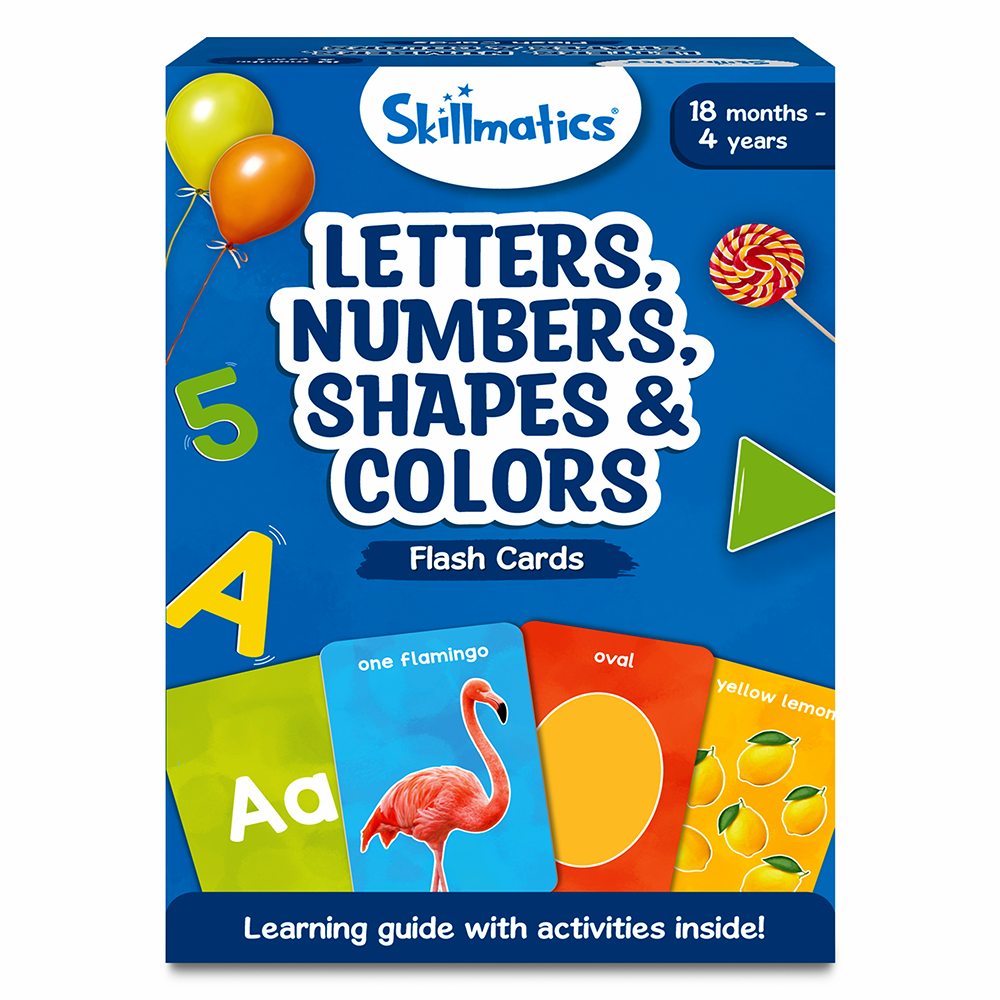 Skillmatics®
18 months -
4 years
LETTERS,
NUMBERS,
SHAPES &
COLORS
Flash Cards
5
A
Aa
one flamingo
oval
yellow lemon
Learning guide with activities inside!